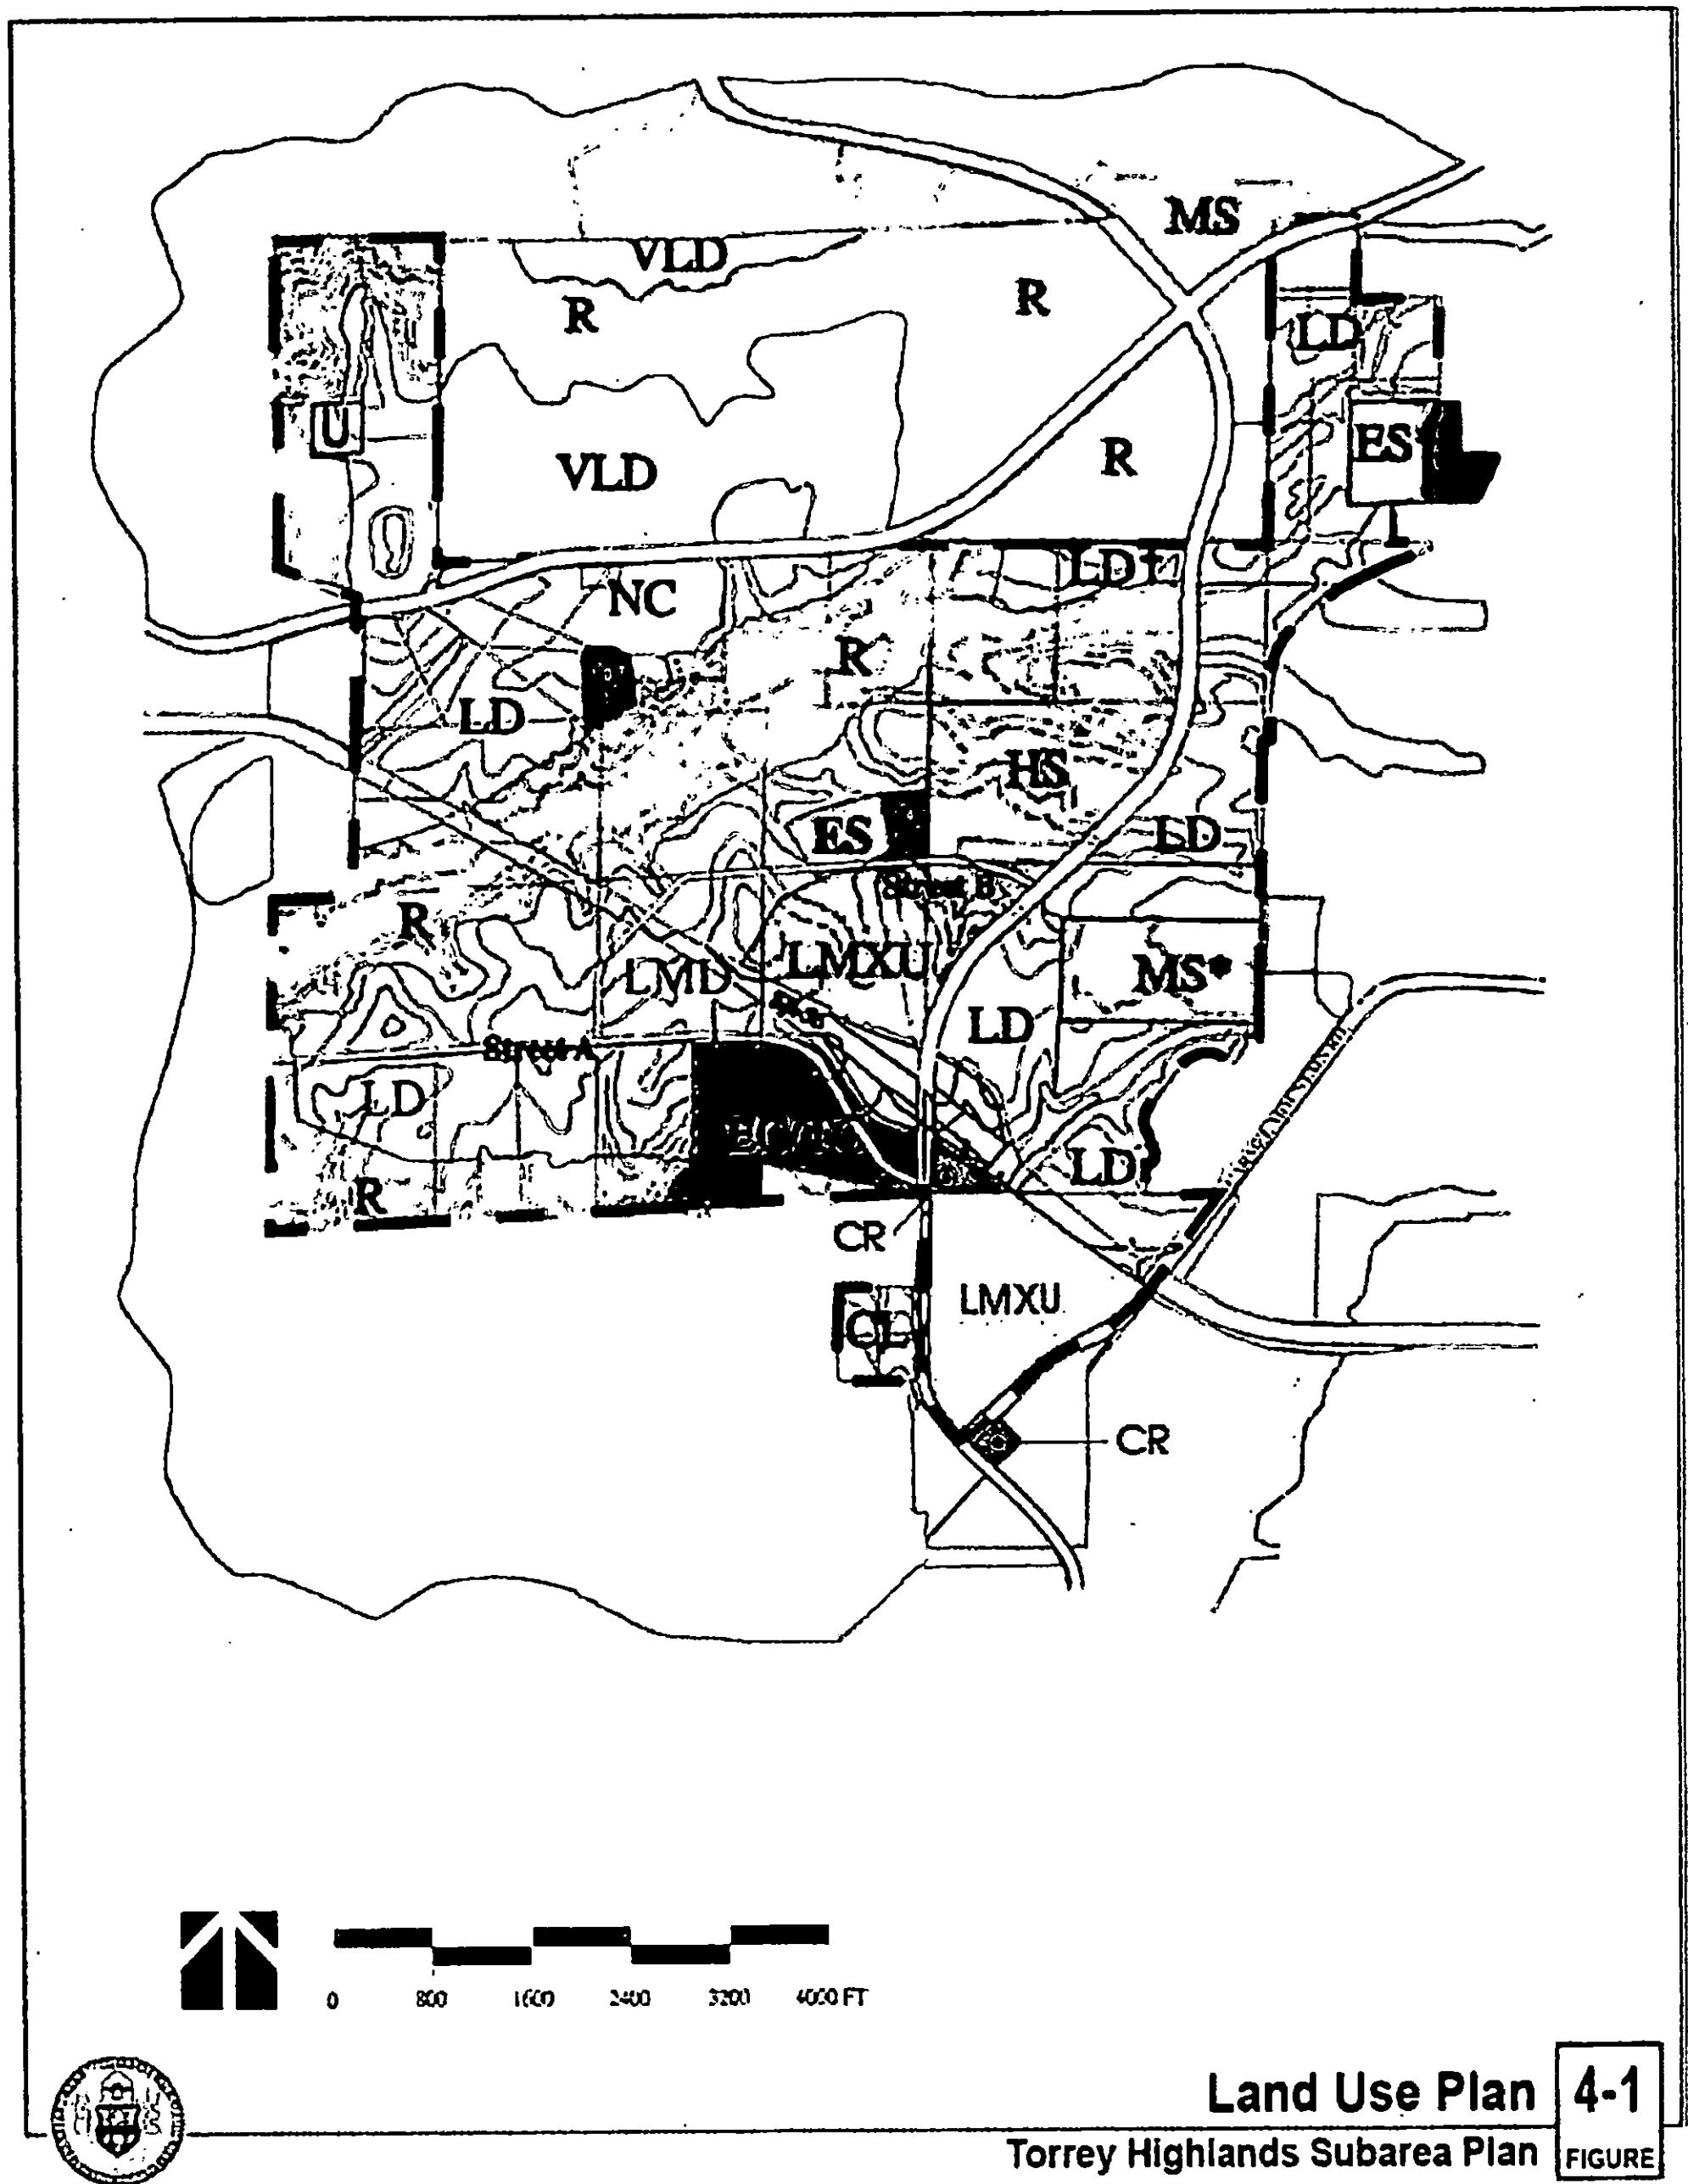 MS
VLD
R
R
LD
U
ES
VLD
R
LD†
NC
R
LD
HS
ES
LD
Street B
R
LMXU
LMD
MS*
LD
Street A
LD
LD
R
CR
LMXU
CL
CR
0 800 1600 2400 3200 4000 FT
Land Use Plan
4-1
Torrey Highlands Subarea Plan
FIGURE